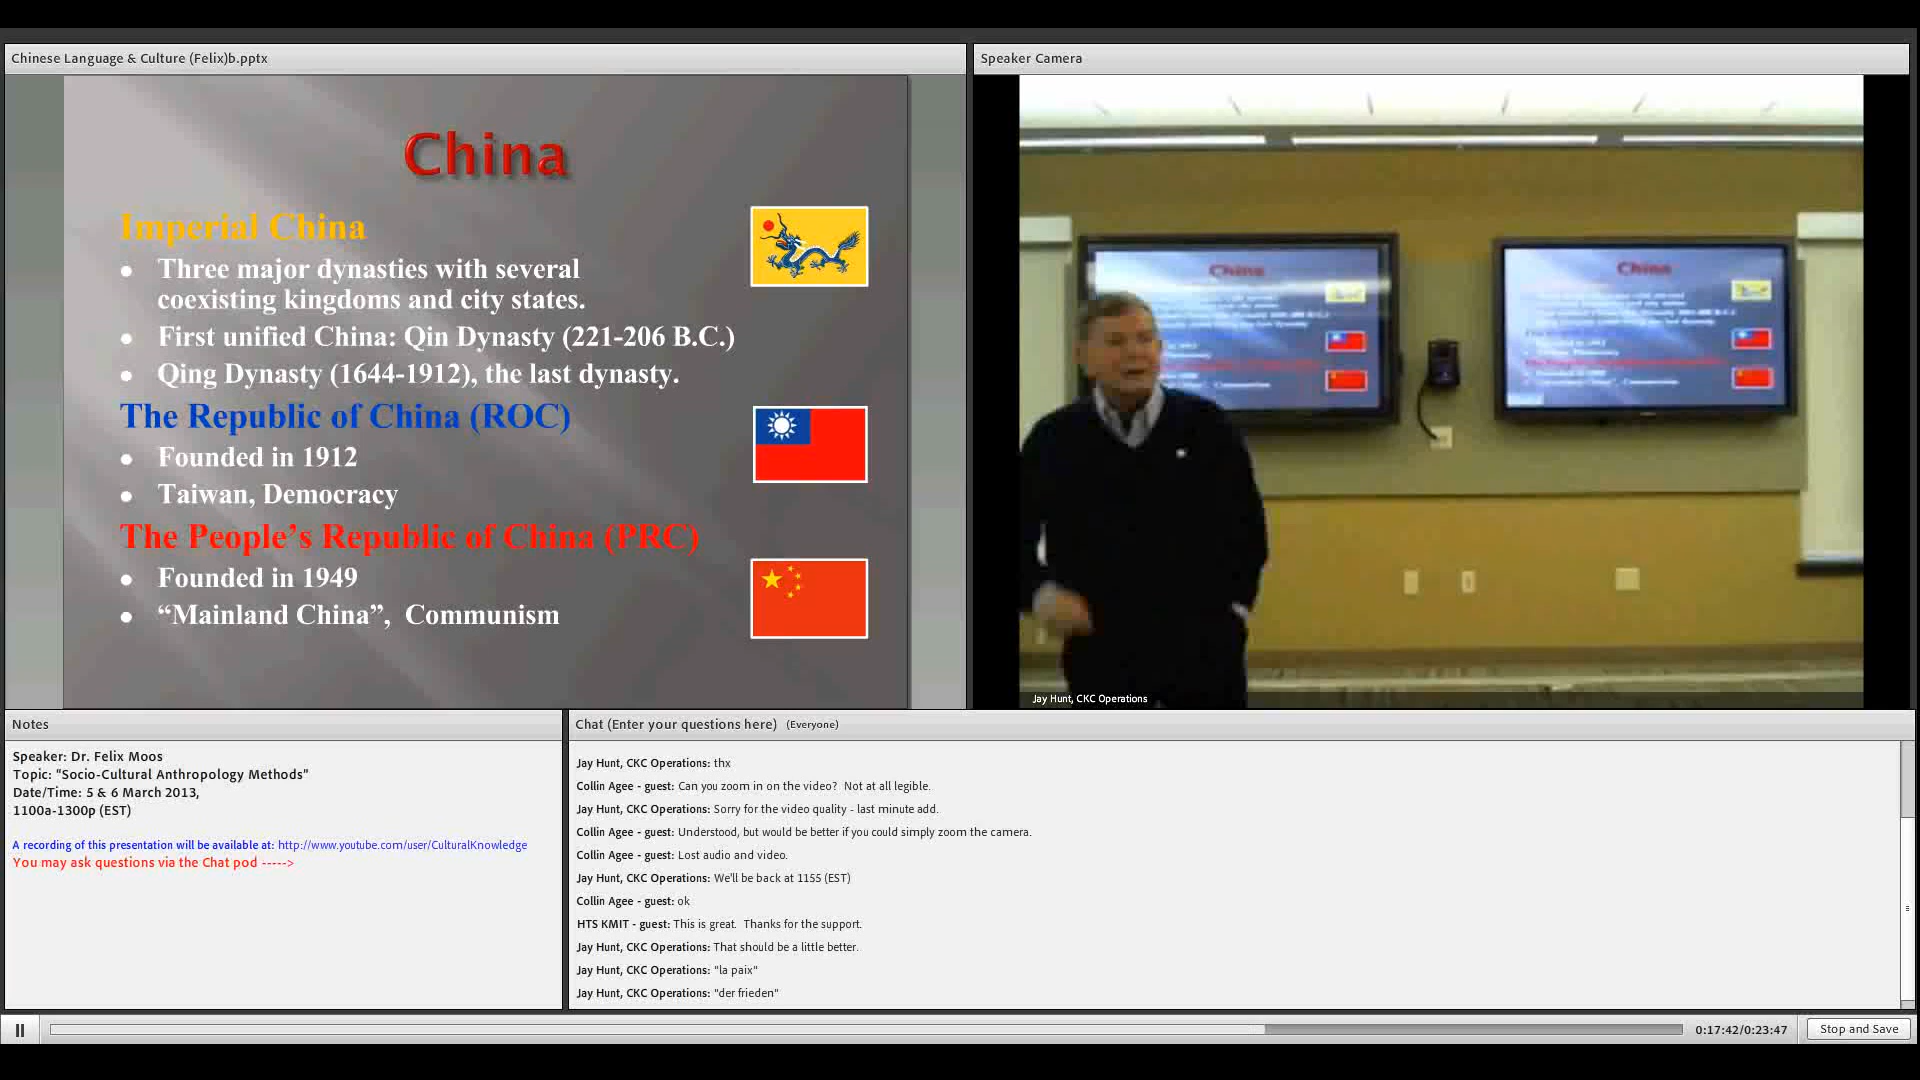 Chinese Language & Culture (Felix)b.pptx
China
Imperial China
● Three major dynasties with several
coexisting kingdoms and city states.
● First unified China: Qin Dynasty (221-206 B.C.)
● Qing Dynasty (1644-1912), the last dynasty.
The Republic of China (ROC)
● Founded in 1912
● Taiwan, Democracy
The People’s Republic of China (PRC)
● Founded in 1949
● “Mainland China”, Communism
Speaker Camera
China
China
Jay Hunt, CKC Operations
Notes
Speaker: Dr. Felix Moos
Topic: "Socio-Cultural Anthropology Methods"
Date/Time: 5 & 6 March 2013,
1100a-1300p (EST)
A recording of this presentation will be available at: http://www.youtube.com/user/CulturalKnowledge
You may ask questions via the Chat pod ----->
Chat (Enter your questions here) (Everyone)
Jay Hunt, CKC Operations: thx
Collin Agee - guest: Can you zoom in on the video? Not at all legible.
Jay Hunt, CKC Operations: Sorry for the video quality - last minute add.
Collin Agee - guest: Understood, but would be better if you could simply zoom the camera.
Collin Agee - guest: Lost audio and video.
Jay Hunt, CKC Operations: We'll be back at 1155 (EST)
Collin Agee - guest: ok
HTS KMIT - guest: This is great. Thanks for the support.
Jay Hunt, CKC Operations: That should be a little better.
Jay Hunt, CKC Operations: "la paix"
Jay Hunt, CKC Operations: "der frieden"
0:17:42/0:23:47
Stop and Save